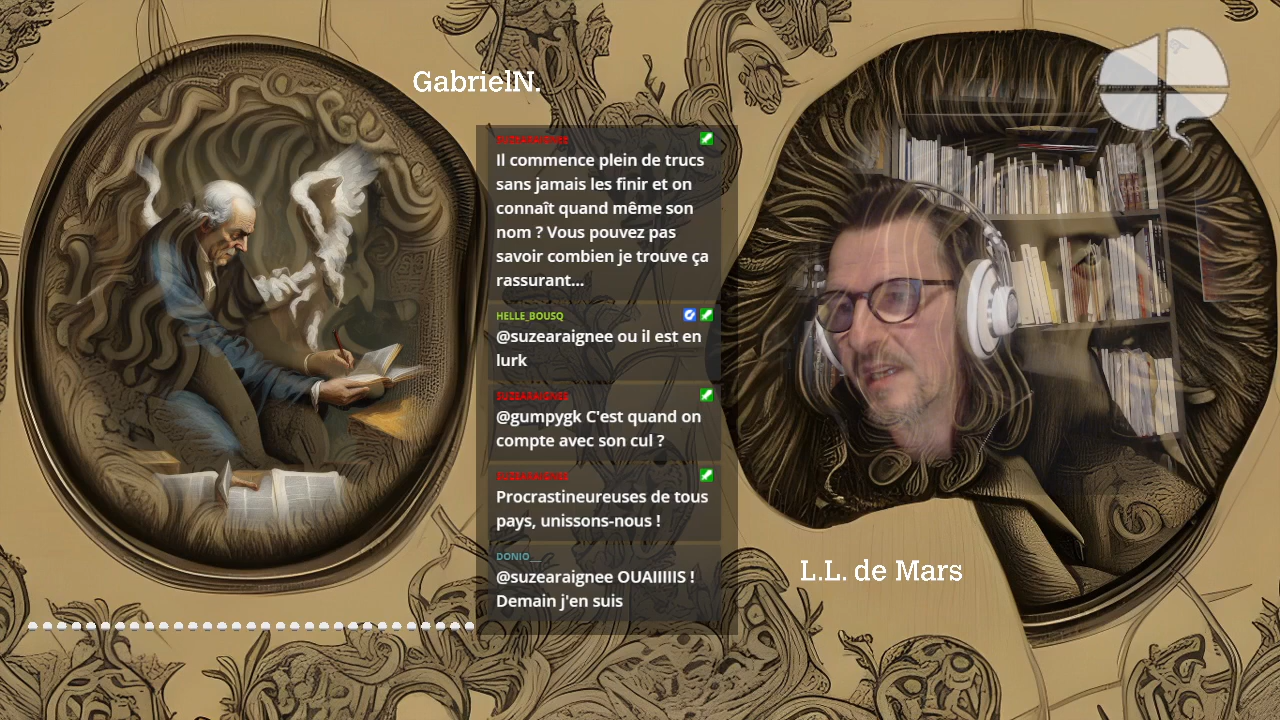 GabrielN.
SUZEARAIGNEE
Il commence plein de trucs
sans jamais les finir et on
connaît quand même son
nom ? Vous pouvez pas
savoir combien je trouve ça
rassurant...
HELLE_BOUSQ
@suzearaignee ou il est en
lurk
SUZEARAIGNEE
@gumpygk C'est quand on
compte avec son cul ?
SUZEARAIGNEE
Procrastineureuses de tous
pays, unissons-nous !
DONIO__
@suzearaignee OUAIIIIIS !
Demain j'en suis
L.L. de Mars